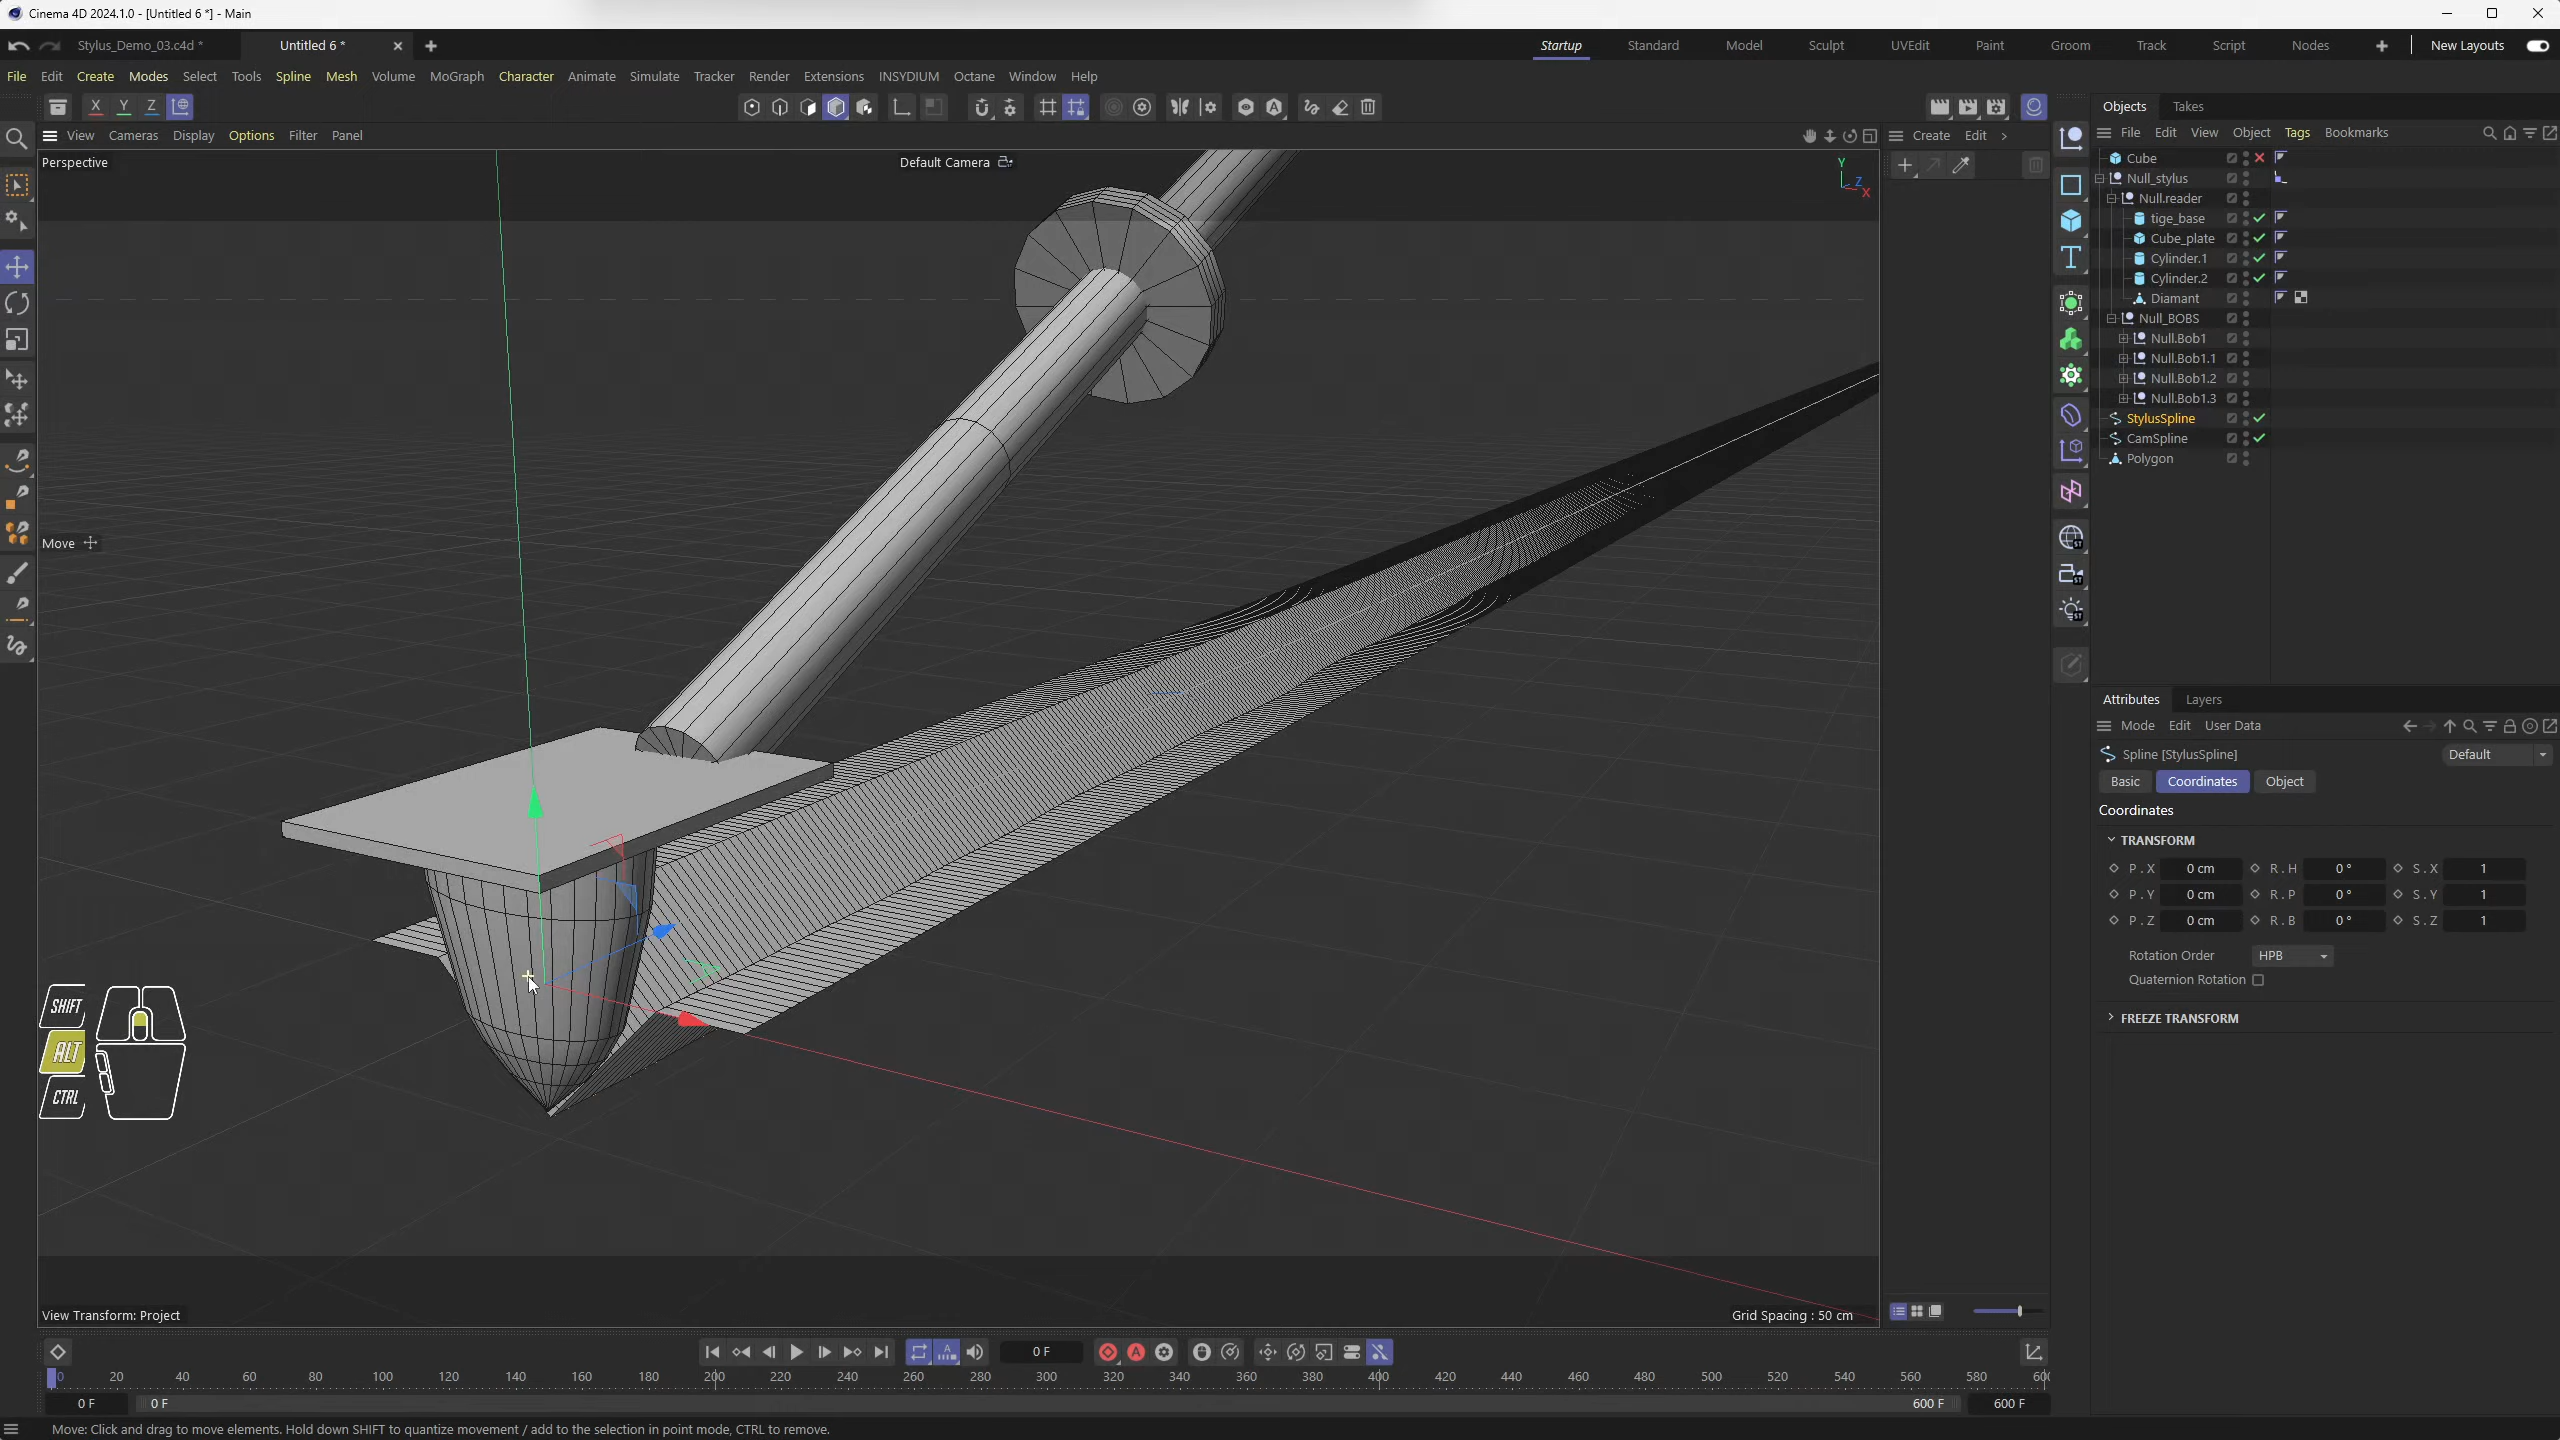 Cinema 4D 2024.1.0 - [Untitled 6 *] - Main
Stylus_Demo_03.c4d *
Untitled 6 *
Startup
Standard
Model
Sculpt
UVEdit
Paint
Groom
Track
Script
Nodes
New Layouts
File Edit Create Modes Select Tools Spline Mesh Volume MoGraph Character Animate Simulate Tracker Render Extensions INSYDIUM Octane Window Help
X Y Z
View Cameras Display Options Filter Panel
Create Edit
Perspective
Default Camera
Y
Z
X
Move
SHIFT
ALT
CTRL
View Transform: Project
Grid Spacing : 50 cm
Objects Takes
File Edit View Object Tags Bookmarks
Cube
Null_stylus
Null.reader
tige_base
Cube_plate
Cylinder.1
Cylinder.2
Diamant
Null_BOBS
Null.Bob1
Null.Bob1.1
Null.Bob1.2
Null.Bob1.3
StylusSpline
CamSpline
Polygon
Attributes Layers
Mode Edit User Data
Spline [StylusSpline]
Default
Basic Coordinates Object
Coordinates
TRANSFORM
P . X 0 cm R . H 0 ° S . X 1
P . Y 0 cm R . P 0 ° S . Y 1
P . Z 0 cm R . B 0 ° S . Z 1
Rotation Order HPB
Quaternion Rotation
FREEZE TRANSFORM
0 F
0 20 40 60 80 100 120 140 160 180 200 220 240 260 280 300 320 340 360 380 400 420 440 460 480 500 520 540 560 580 600
0 F 0 F 600 F 600 F
Move: Click and drag to move elements. Hold down SHIFT to quantize movement / add to the selection in point mode, CTRL to remove.